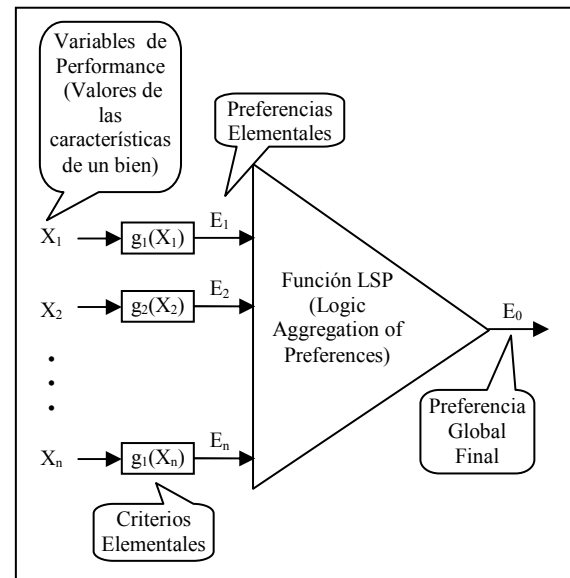 Variables de
Performance
(Valores de
las
características
de un bien)
Preferencias
Elementales
X1
g1(X1)
E1
X2
g2(X2)
E2
Función LSP
(Logic
Aggregation of
Preferences)
E0
Xn
g1(Xn)
En
Preferencia
Global
Final
Criterios
Elementales